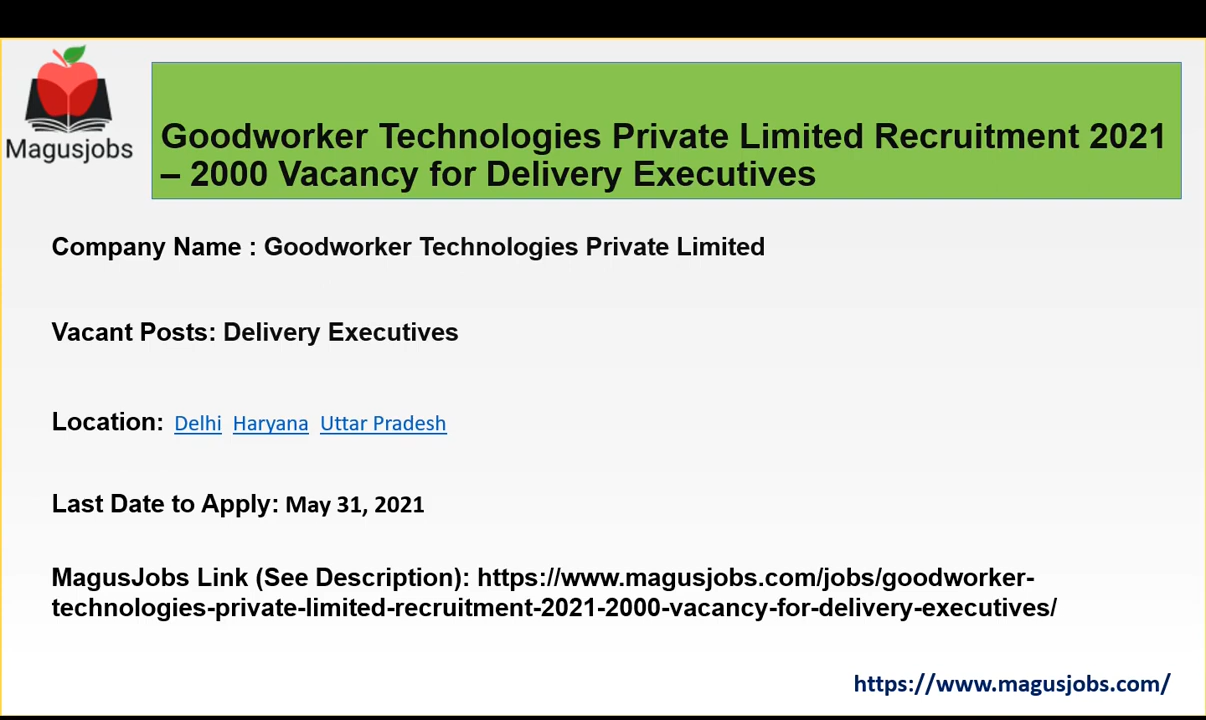 Magusjobs
Goodworker Technologies Private Limited Recruitment 2021
– 2000 Vacancy for Delivery Executives
Company Name : Goodworker Technologies Private Limited
Vacant Posts: Delivery Executives
Location: Delhi Haryana Uttar Pradesh
Last Date to Apply: May 31, 2021
MagusJobs Link (See Description): https://www.magusjobs.com/jobs/goodworker-
technologies-private-limited-recruitment-2021-2000-vacancy-for-delivery-executives/
https://www.magusjobs.com/